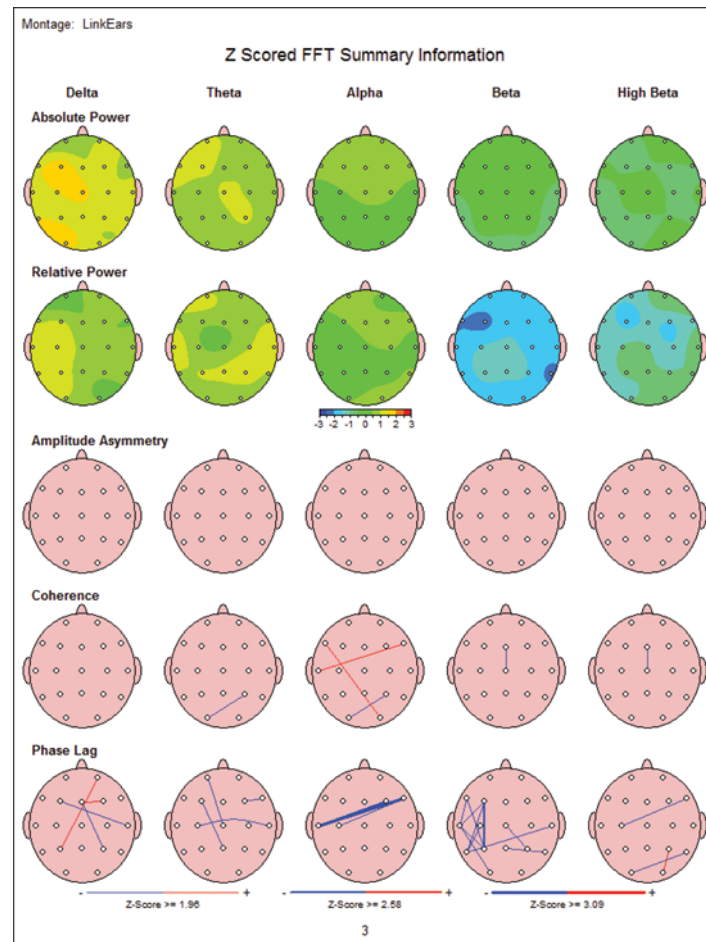 Montage: LinkEars
Z Scored FFT Summary Information
Delta Theta Alpha Beta High Beta
Absolute Power
Relative Power
-3 -2 -1 0 1 2 3
Amplitude Asymmetry
Coherence
Phase Lag
- + - + - +
Z-Score >= 1.96 Z-Score >= 2.58 Z-Score >= 3.09
3